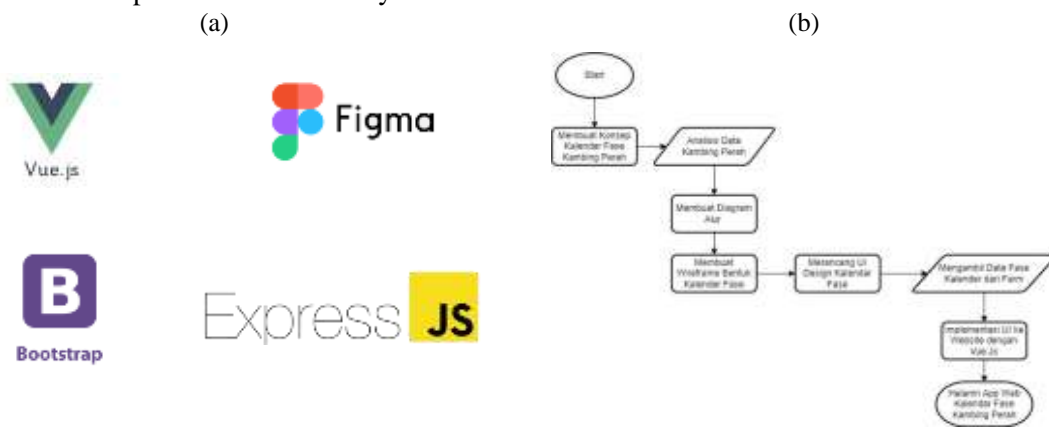 (a)
(b)
Vue.js
Figma
Bootstrap
Express JS
Start
Membuat Konsep
Kalender Fase
Kambing Perah
Analisis Data
Kambing Perah
Membuat Diagram
Alur
Membuat
Wireframe Bentuk
Kalender Fase
Merancang UI
Design Kalender
Fase
Mengambil Data Fase
Kalender dari Farm
Implementasi UI ke
Website dengan
Vue.Js
App Web
Kalender Fase
Kambing Perah